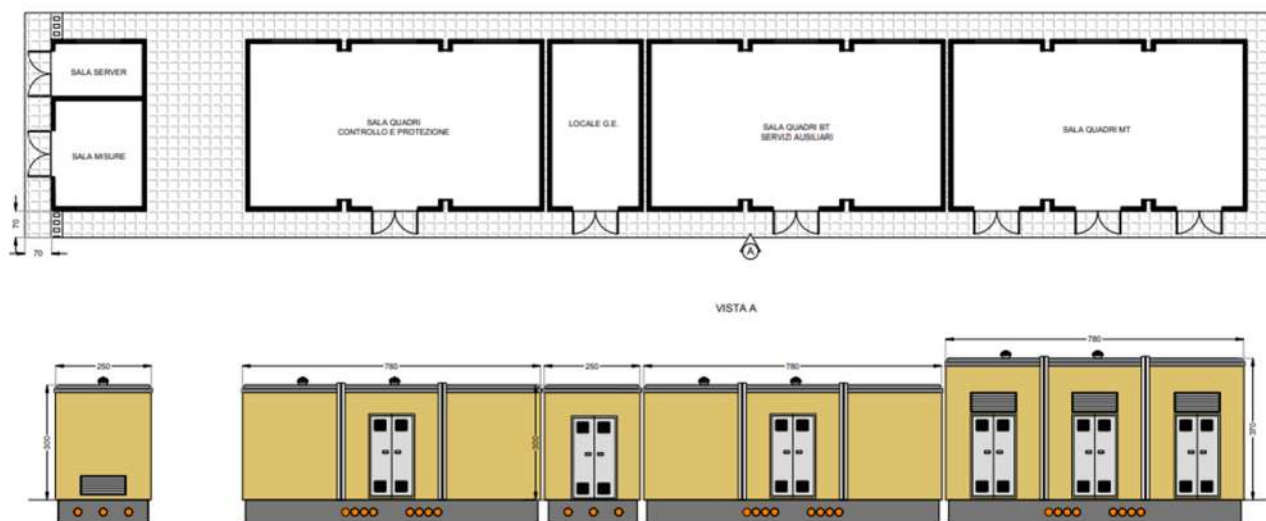 SALA SERVER
SALA MISURE
SALA QUADRI
CONTROLLO E PROTEZIONE
LOCALE G.E.
SALA QUADRI BT
SERVIZI AUSILIARI
SALA QUADRI MT
70
70
A
VISTA A
250
780
250
780
780
300
300
370